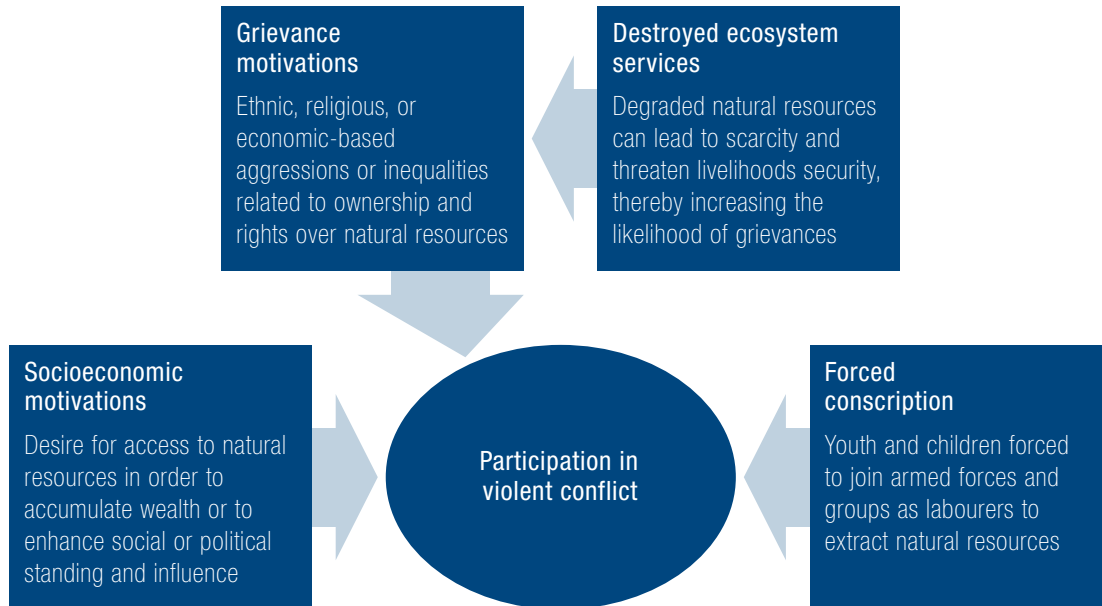 Grievance
motivations
Ethnic, religious, or
economic-based
aggressions or inequalities
related to ownership and
rights over natural resources
Destroyed ecosystem
services
Degraded natural resources
can lead to scarcity and
threaten livelihoods security,
thereby increasing the
likelihood of grievances
Socioeconomic
motivations
Desire for access to natural
resources in order to
accumulate wealth or to
enhance social or political
standing and influence
Participation in
violent conflict
Forced
conscription
Youth and children forced
to join armed forces and
groups as labourers to
extract natural resources